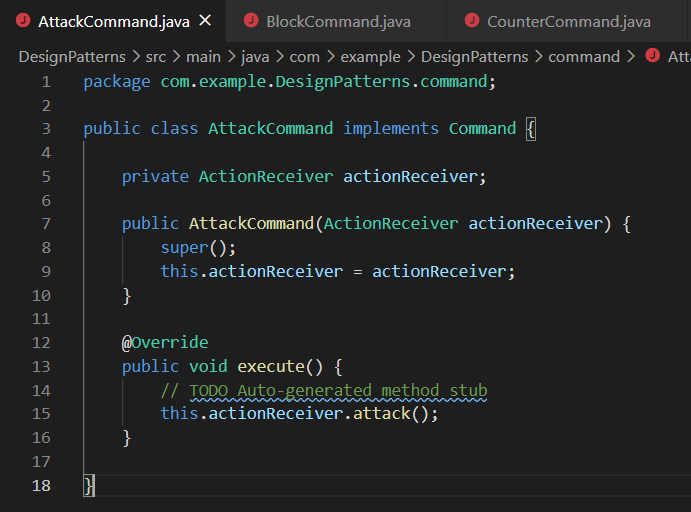 AttackCommand.java
BlockCommand.java
CounterCommand.java
DesignPatterns > src > main > java > com > example > DesignPatterns > command >
1 package com.example.DesignPatterns.command;
2
3 public class AttackCommand implements Command {
4
5     private ActionReceiver actionReceiver;
6
7     public AttackCommand(ActionReceiver actionReceiver) {
8         super();
9         this.actionReceiver = actionReceiver;
10     }
11
12     @Override
13     public void execute() {
14         // TODO Auto-generated method stub
15         this.actionReceiver.attack();
16     }
17
18 }